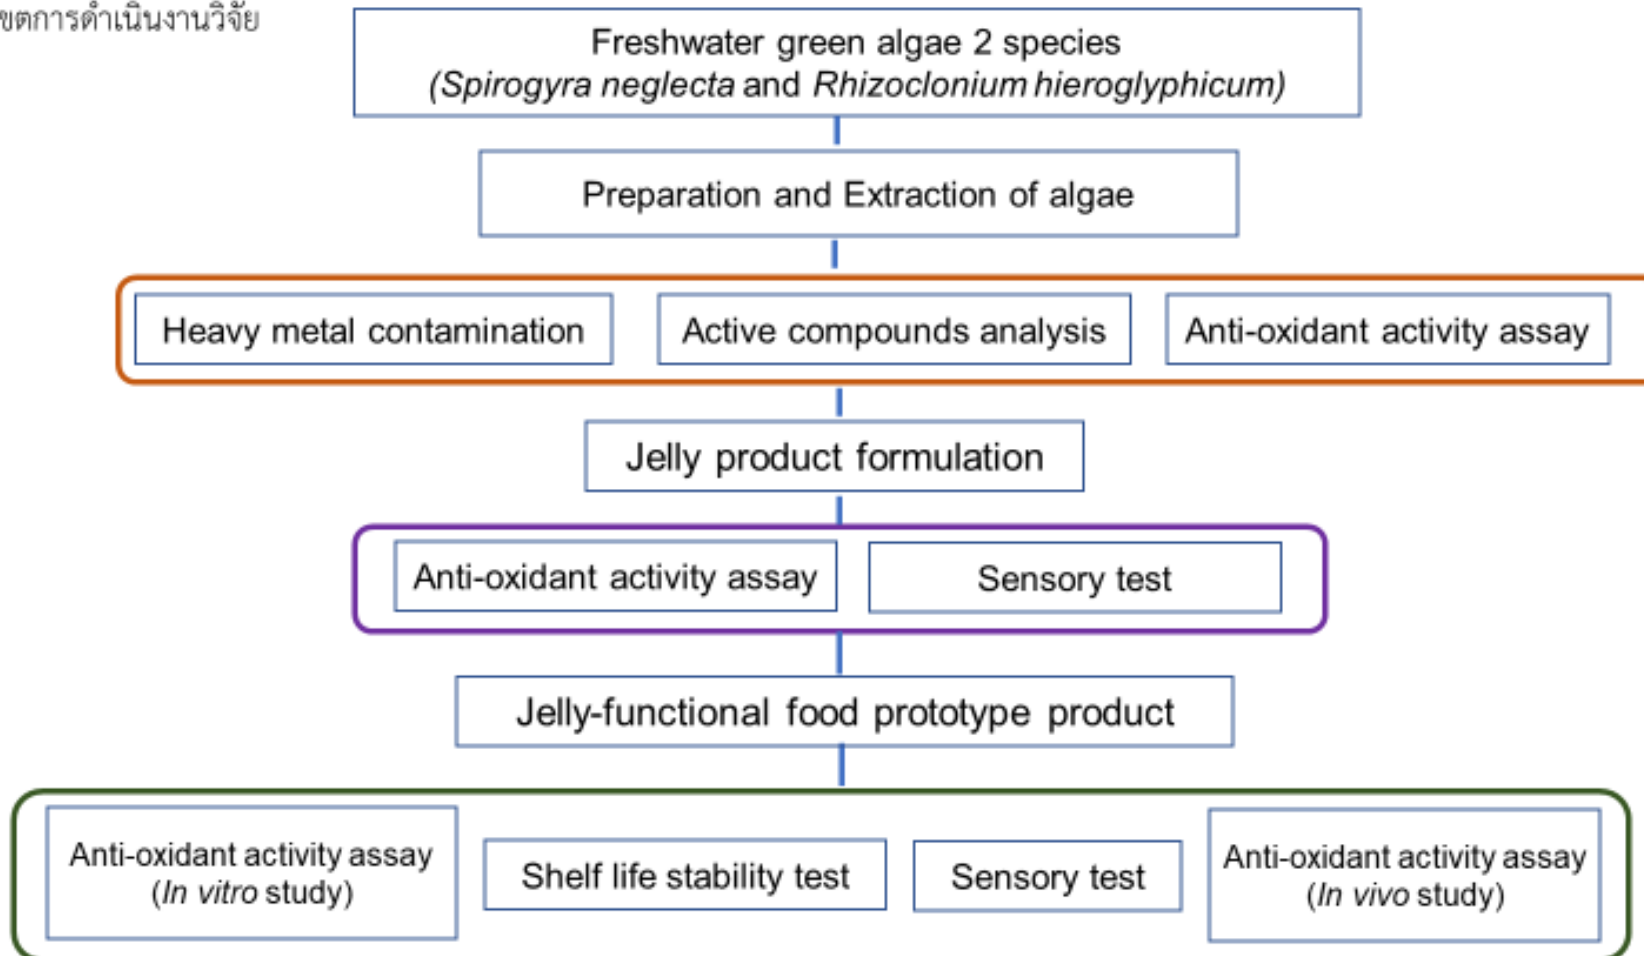 ขตการดำเนินงานวิจัย
Freshwater green algae 2 species
(Spirogyra neglecta and Rhizoclonium hieroglyphicum)
Preparation and Extraction of algae
Heavy metal contamination
Active compounds analysis
Anti-oxidant activity assay
Jelly product formulation
Anti-oxidant activity assay
Sensory test
Jelly-functional food prototype product
Anti-oxidant activity assay
(In vitro study)
Shelf life stability test
Sensory test
Anti-oxidant activity assay
(In vivo study)